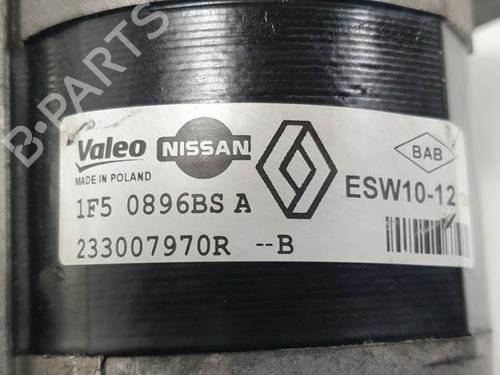 B-PARTS
Valeo NISSAN BAB
MADE IN POLAND
1F5 0896BS A ESW10-12
233007970R --B